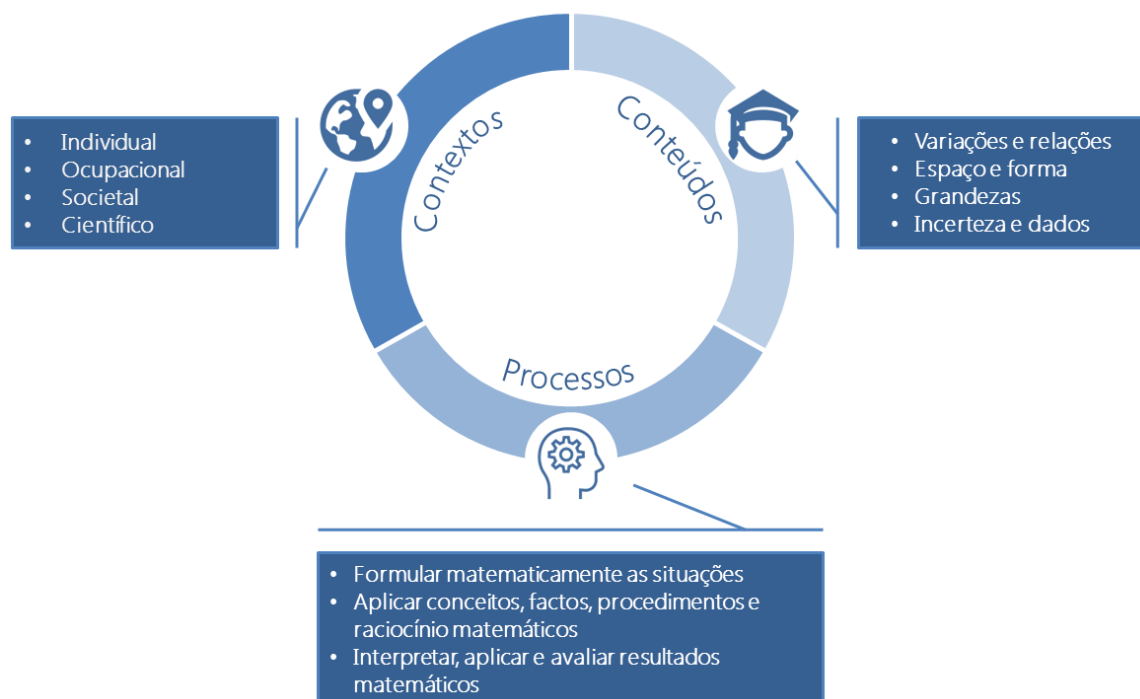 Contextos
Conteúdos
Processos
• Individual
• Ocupacional
• Societal
• Científico
• Variações e relações
• Espaço e forma
• Grandezas
• Incerteza e dados
• Formular matematicamente as situações
• Aplicar conceitos, factos, procedimentos e
raciocínio matemáticos
• Interpretar, aplicar e avaliar resultados
matemáticos